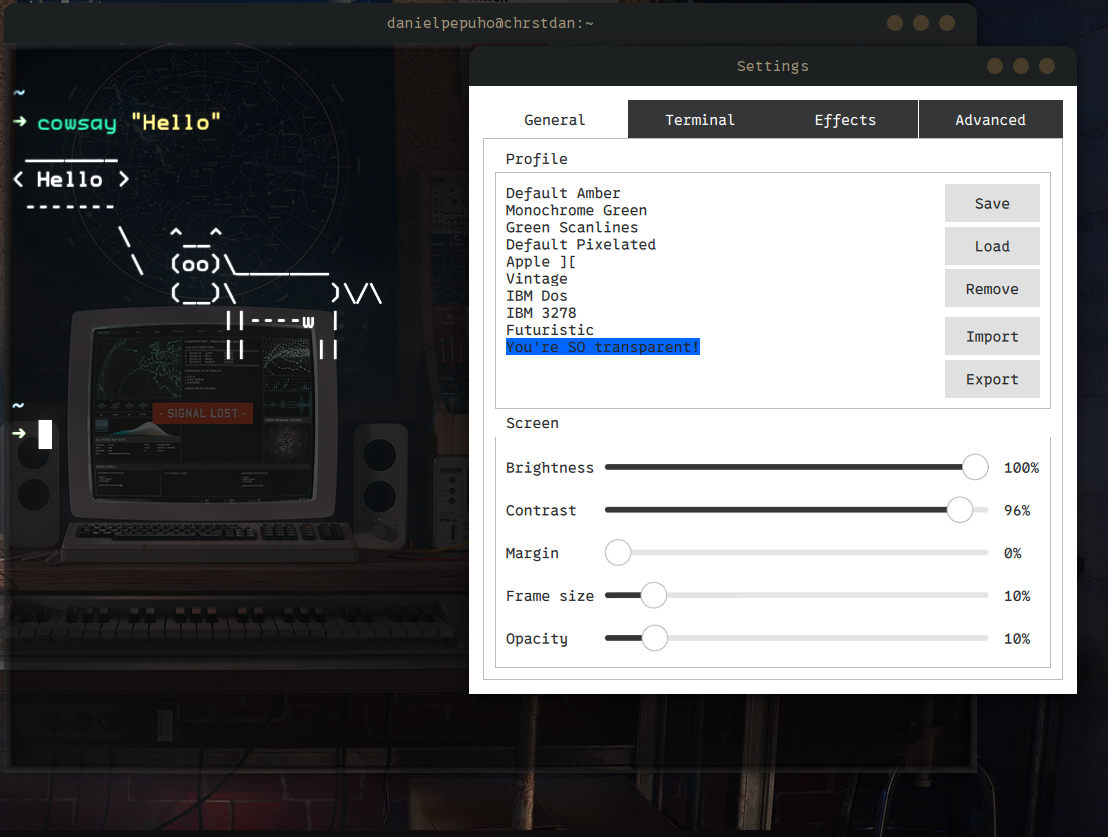 danielpepuho@chrstdan:~
~
→ cowsay "Hello"
 _______
< Hello >
 -------
        \   ^__^
         \  (oo)\_______
            (__)\       )\/\
                ||----w |
                ||     ||
~
→
- SIGNAL LOST -
Settings
General Terminal Effects Advanced
Profile
Default Amber
Monochrome Green
Green Scanlines
Default Pixelated
Apple ][
Vintage
IBM Dos
IBM 3278
Futuristic
You're SO transparent!
Save
Load
Remove
Import
Export
Screen
Brightness 100%
Contrast 96%
Margin 0%
Frame size 10%
Opacity 10%